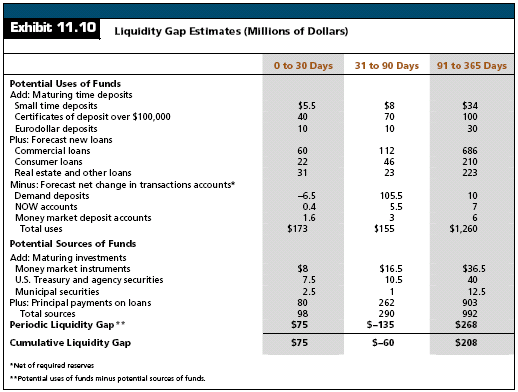 Exhibit 11.10 Liquidity Gap Estimates (Millions of Dollars)
0 to 30 Days 31 to 90 Days 91 to 365 Days
Potential Uses of Funds
Add: Maturing time deposits
Small time deposits $5.5 $8 $34
Certificates of deposit over $100,000 40 70 100
Eurodollar deposits 10 10 30
Plus: Forecast new loans
Commercial loans 60 112 686
Consumer loans 22 46 210
Real estate and other loans 31 23 223
Minus: Forecast net change in transactions accounts*
Demand deposits -6.5 105.5 10
NOW accounts 0.4 5.5 7
Money market deposit accounts 1.6 3 6
Total uses $173 $155 $1,260
Potential Sources of Funds
Add: Maturing investments
Money market instruments $8 $16.5 $36.5
U.S. Treasury and agency securities 7.5 10.5 40
Municipal securities 2.5 1 12.5
Plus: Principal payments on loans 80 262 903
Total sources 98 290 992
Periodic Liquidity Gap** $75 $-135 $268
Cumulative Liquidity Gap $75 $-60 $208
*Net of required reserves
**Potential uses of funds minus potential sources of funds.